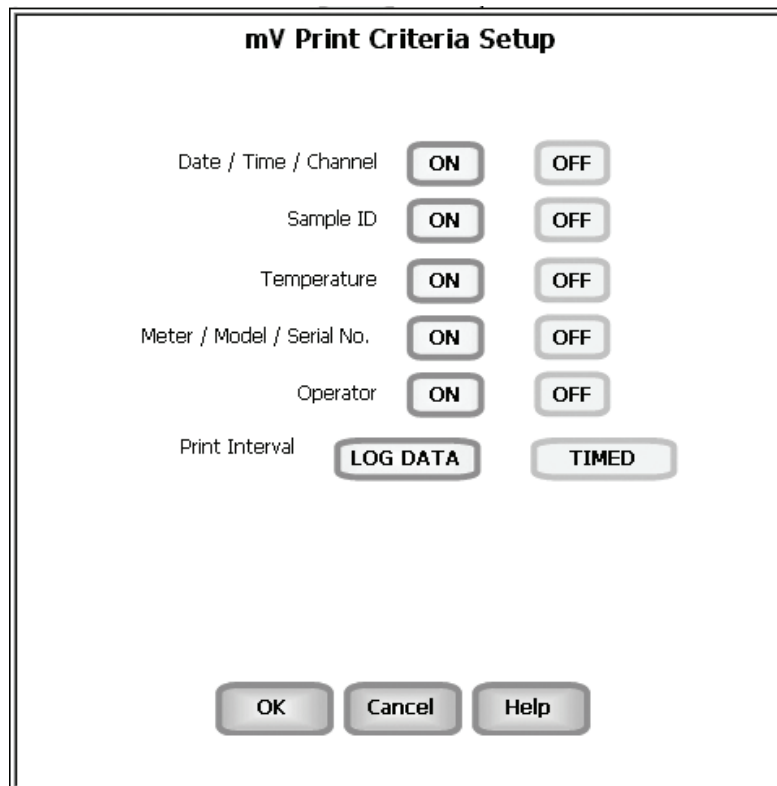 mV Print Criteria Setup
Date / Time / Channel ON OFF
Sample ID ON OFF
Temperature ON OFF
Meter / Model / Serial No. ON OFF
Operator ON OFF
Print Interval LOG DATA TIMED
OK Cancel Help